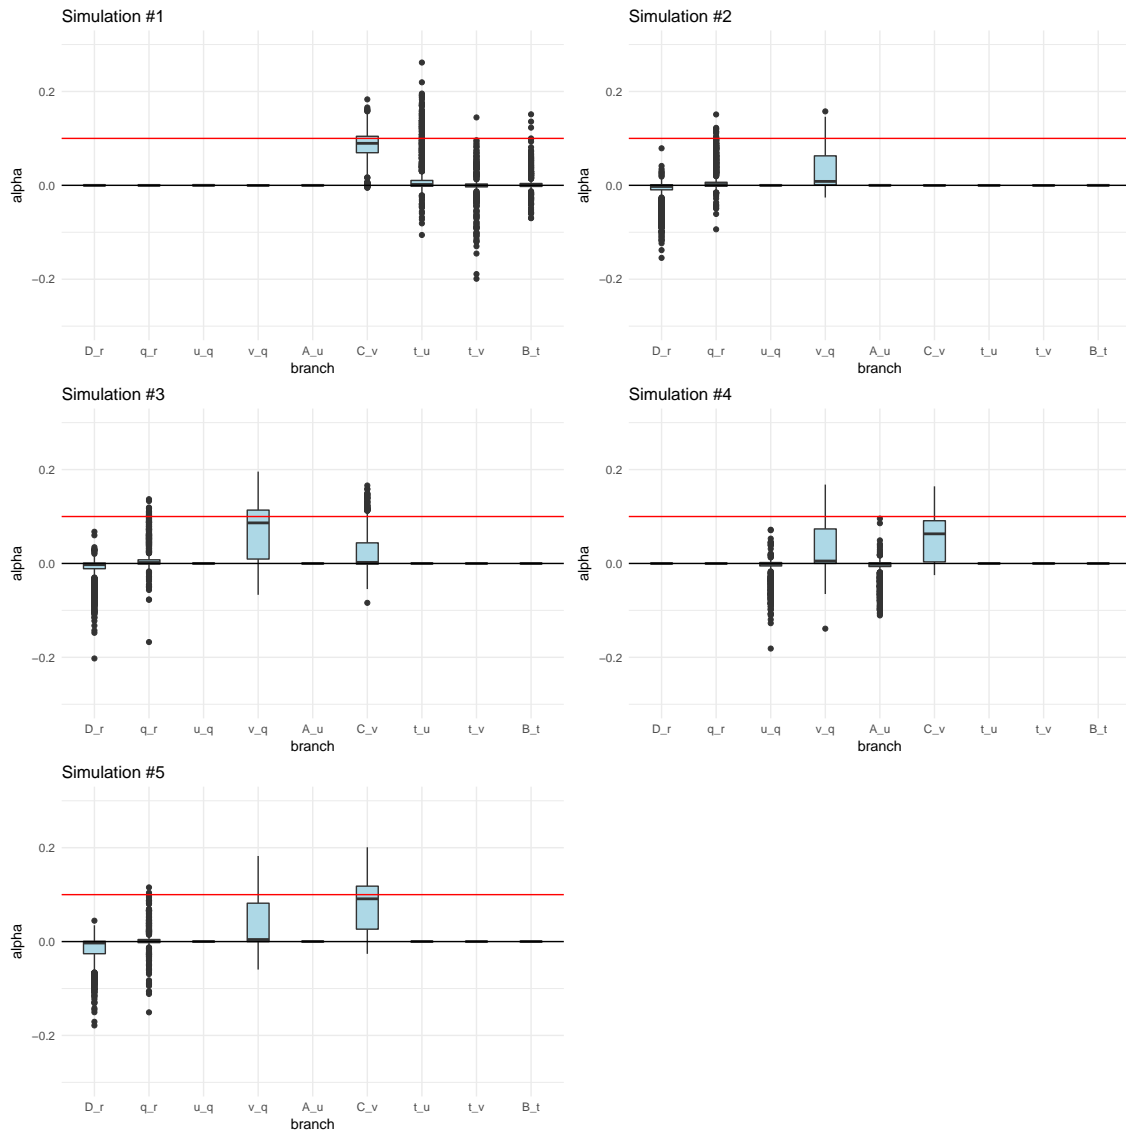 Simulation #1
0.2
0.0
−0.2
alpha
D_r q_r u_q v_q A_u C_v t_u t_v B_t
branch
Simulation #2
0.2
0.0
−0.2
alpha
D_r q_r u_q v_q A_u C_v t_u t_v B_t
branch
Simulation #3
0.2
0.0
−0.2
alpha
D_r q_r u_q v_q A_u C_v t_u t_v B_t
branch
Simulation #4
0.2
0.0
−0.2
alpha
D_r q_r u_q v_q A_u C_v t_u t_v B_t
branch
Simulation #5
0.2
0.0
−0.2
alpha
D_r q_r u_q v_q A_u C_v t_u t_v B_t
branch